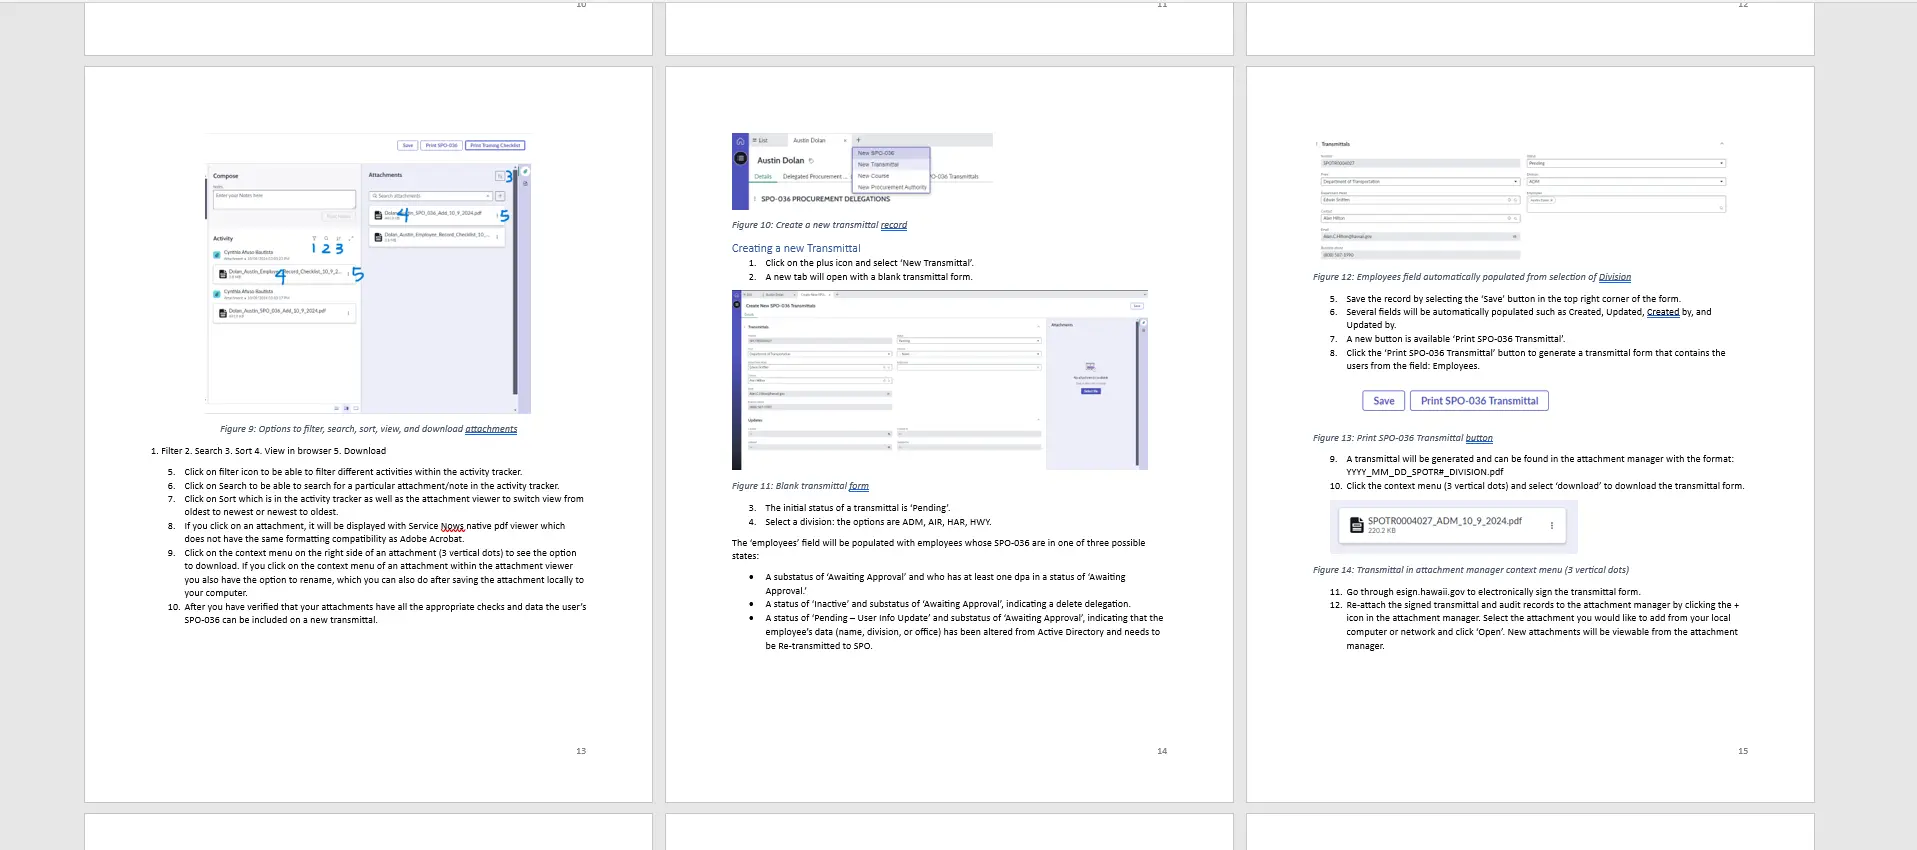 10
11
12
Save
Print SPO-036
Print Training Checklist
Compose
Enter your Notes here
Activity
1 2 3
Cynthia Afuso Bautista
4
5
Cynthia Afuso Bautista
Dolan_Austin_SPO_036_Add_10_9_2024.pdf
Attachments
3
Search attachments
4
5
Dolan_Austin_Employee_Record_Checklist_10_...
Figure 9: Options to filter, search, sort, view, and download attachments
1. Filter 2. Search 3. Sort 4. View in browser 5. Download
5. Click on filter icon to be able to filter different activities within the activity tracker.
6. Click on Search to be able to search for a particular attachment/note in the activity tracker.
7. Click on Sort which is in the activity tracker as well as the attachment viewer to switch view from
oldest to newest or newest to oldest.
8. If you click on an attachment, it will be displayed with Service Nows native pdf viewer which
does not have the same formatting compatibility as Adobe Acrobat.
9. Click on the context menu on the right side of an attachment (3 vertical dots) to see the option
to download. If you click on the context menu of an attachment within the attachment viewer
you also have the option to rename, which you can also do after saving the attachment locally to
your computer.
10. After you have verified that your attachments have all the appropriate checks and data the user's
SPO-036 can be included on a new transmittal.
13
List
Austin Dolan
Austin Dolan
New SPO-036
New Transmittal
New Course
New Procurement Authority
Details
Delegated Procurement ...
PO-036 Transmittals
SPO-036 PROCUREMENT DELEGATIONS
Figure 10: Create a new transmittal record
Creating a new Transmittal
1. Click on the plus icon and select 'New Transmittal'.
2. A new tab will open with a blank transmittal form.
Create New SPO-036 Transmittals
Transmittals
Attachments
Updates
Figure 11: Blank transmittal form
3. The initial status of a transmittal is 'Pending'.
4. Select a division: the options are ADM, AIR, HAR, HWY.
The 'employees' field will be populated with employees whose SPO-036 are in one of three possible
states:
• A substatus of 'Awaiting Approval' and who has at least one dpa in a status of 'Awaiting
Approval.'
• A status of 'Inactive' and substatus of 'Awaiting Approval', indicating a delete delegation.
• A status of 'Pending – User Info Update' and substatus of 'Awaiting Approval', indicating that the
employee's data (name, division, or office) has been altered from Active Directory and needs to
be Re-transmitted to SPO.
14
Transmittals
SPOTR0004027
Pending
Department of Transportation
ADM
Austin Dolan
Figure 12: Employees field automatically populated from selection of Division
5. Save the record by selecting the 'Save' button in the top right corner of the form.
6. Several fields will be automatically populated such as Created, Updated, Created by, and
Updated by.
7. A new button is available 'Print SPO-036 Transmittal'.
8. Click the 'Print SPO-036 Transmittal' button to generate a transmittal form that contains the
users from the field: Employees.
Save
Print SPO-036 Transmittal
Figure 13: Print SPO-036 Transmittal button
9. A transmittal will be generated and can be found in the attachment manager with the format:
YYYY_MM_DD_SPOTR#_DIVISION.pdf
10. Click the context menu (3 vertical dots) and select 'download' to download the transmittal form.
SPOTR0004027_ADM_10_9_2024.pdf
220.2 KB
Figure 14: Transmittal in attachment manager context menu (3 vertical dots)
11. Go through esign.hawaii.gov to electronically sign the transmittal form.
12. Re-attach the signed transmittal and audit records to the attachment manager by clicking the +
icon in the attachment manager. Select the attachment you would like to add from your local
computer or network and click 'Open'. New attachments will be viewable from the attachment
manager.
15